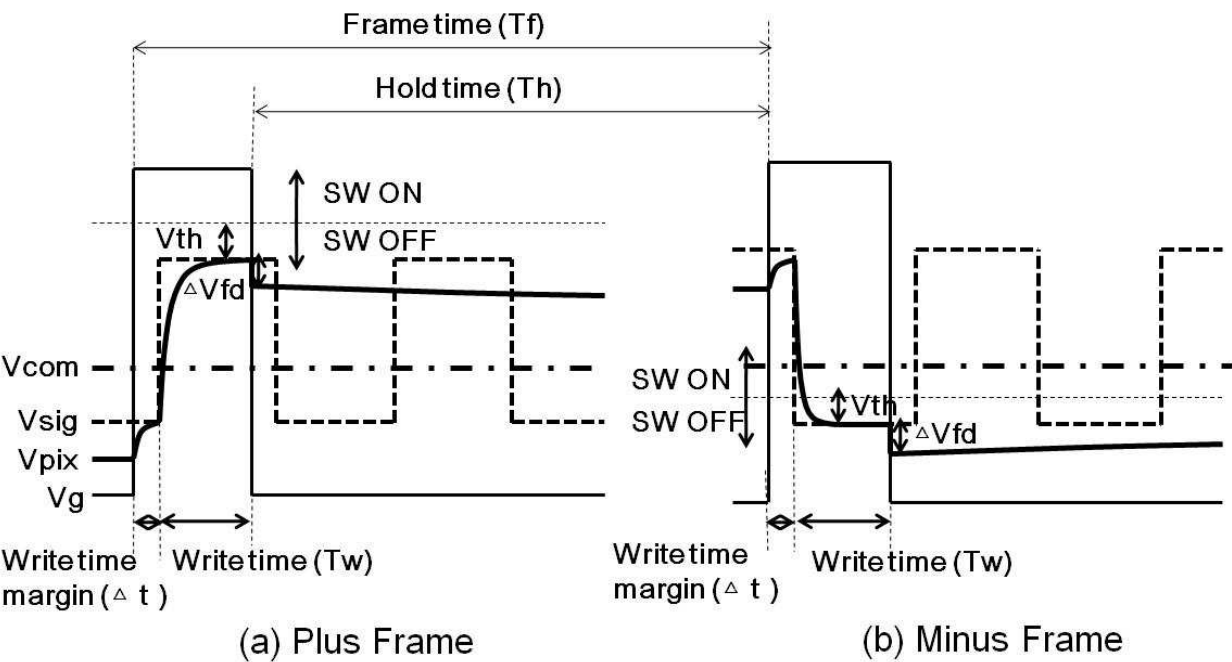 Frame time (Tf)
Hold time (Th)
SW ON
Vth
SW OFF
△Vfd
Vcom
Vsig
Vpix
Vg
Write time
margin (△ t )
Write time (Tw)
(a) Plus Frame
SW ON
SW OFF
Vth
△Vfd
Write time
margin (△ t )
Write time (Tw)
(b) Minus Frame